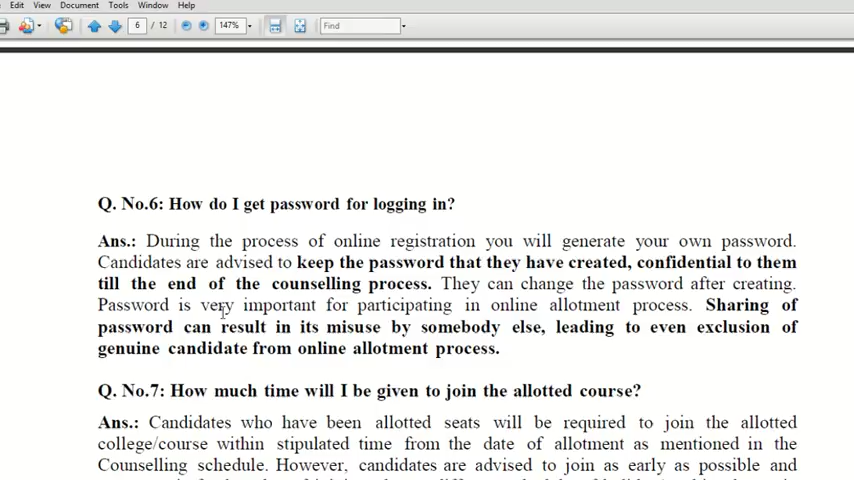 Edit View Document Tools Window Help
6 / 12 147% Find
Q. No.6: How do I get password for logging in?
Ans.: During the process of online registration you will generate your own password.
Candidates are advised to keep the password that they have created, confidential to them
till the end of the counselling process. They can change the password after creating.
Password is very important for participating in online allotment process. Sharing of
password can result in its misuse by somebody else, leading to even exclusion of
genuine candidate from online allotment process.
Q. No.7: How much time will I be given to join the allotted course?
Ans.: Candidates who have been allotted seats will be required to join the allotted
college/course within stipulated time from the date of allotment as mentioned in the
Counselling schedule. However, candidates are advised to join as early as possible and